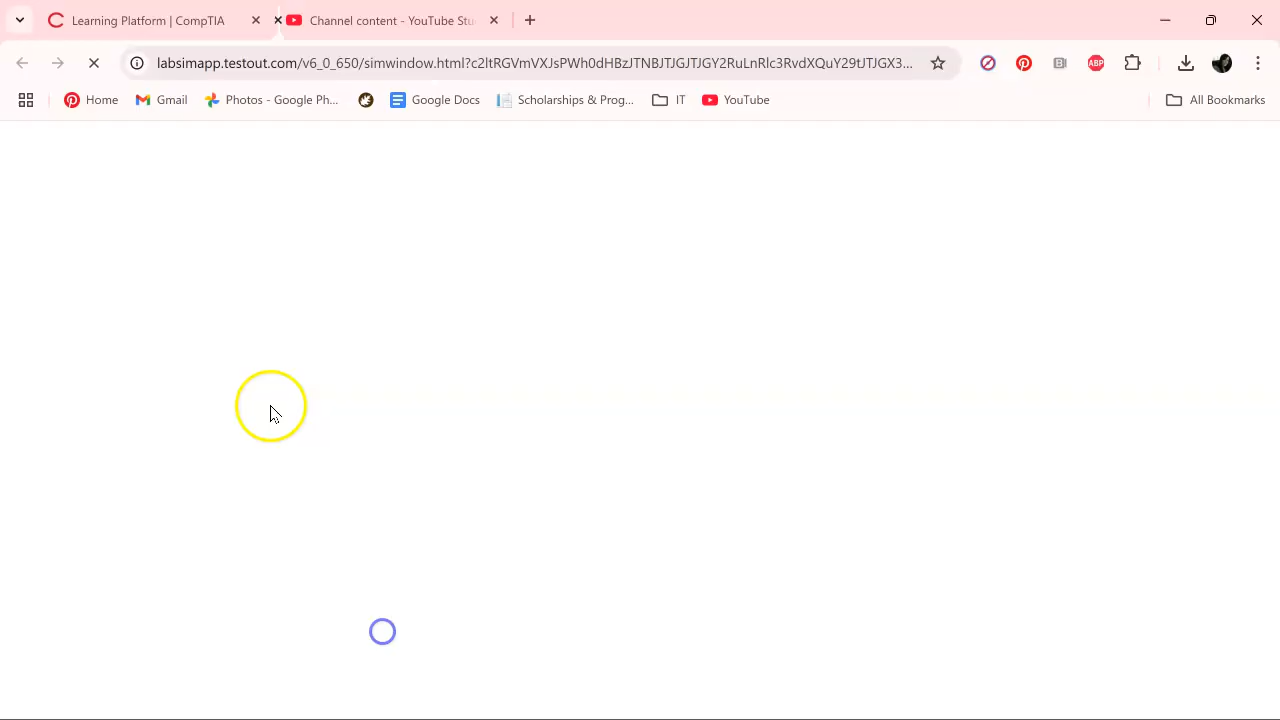 Learning Platform | CompTIA
Channel content - YouTube Stu
labsimapp.testout.com/v6_0_650/simwindow.html?c2ltRGVmVXJsPWh0dHBzJTNBJTJGJTJGY2RuLnRlc3RvdXQuY29tJTJGX3...
Home
Gmail
Photos - Google Ph...
Google Docs
Scholarships & Prog...
IT
YouTube
All Bookmarks
ABP